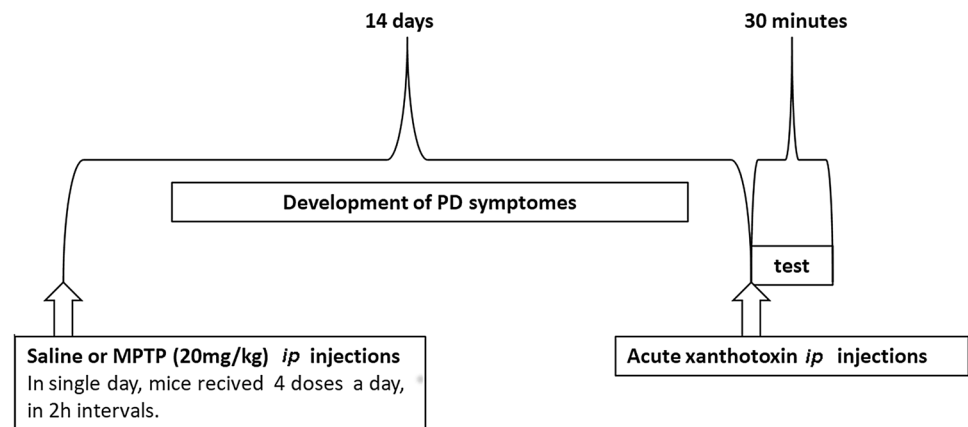 14 days
30 minutes
Development of PD symptomes
test
Saline or MPTP (20mg/kg) ip injections
In single day, mice recived 4 doses a day,
in 2h intervals.
Acute xanthotoxin ip injections